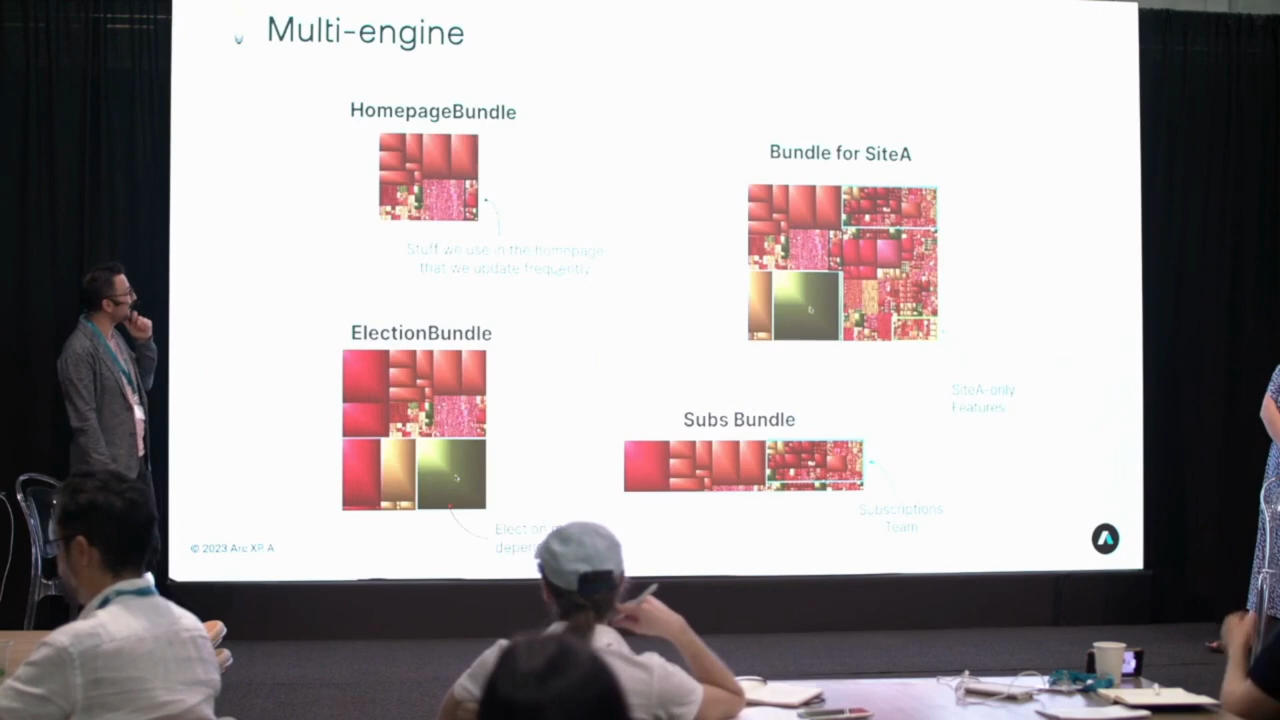 Multi-engine
HomepageBundle
Stuff we use in the homepage
that we update frequently
Bundle for SiteA
SiteA-only
Features
ElectionBundle
Election
Subs Bundle
Subscriptions
Team
© 2023 Arc XP.